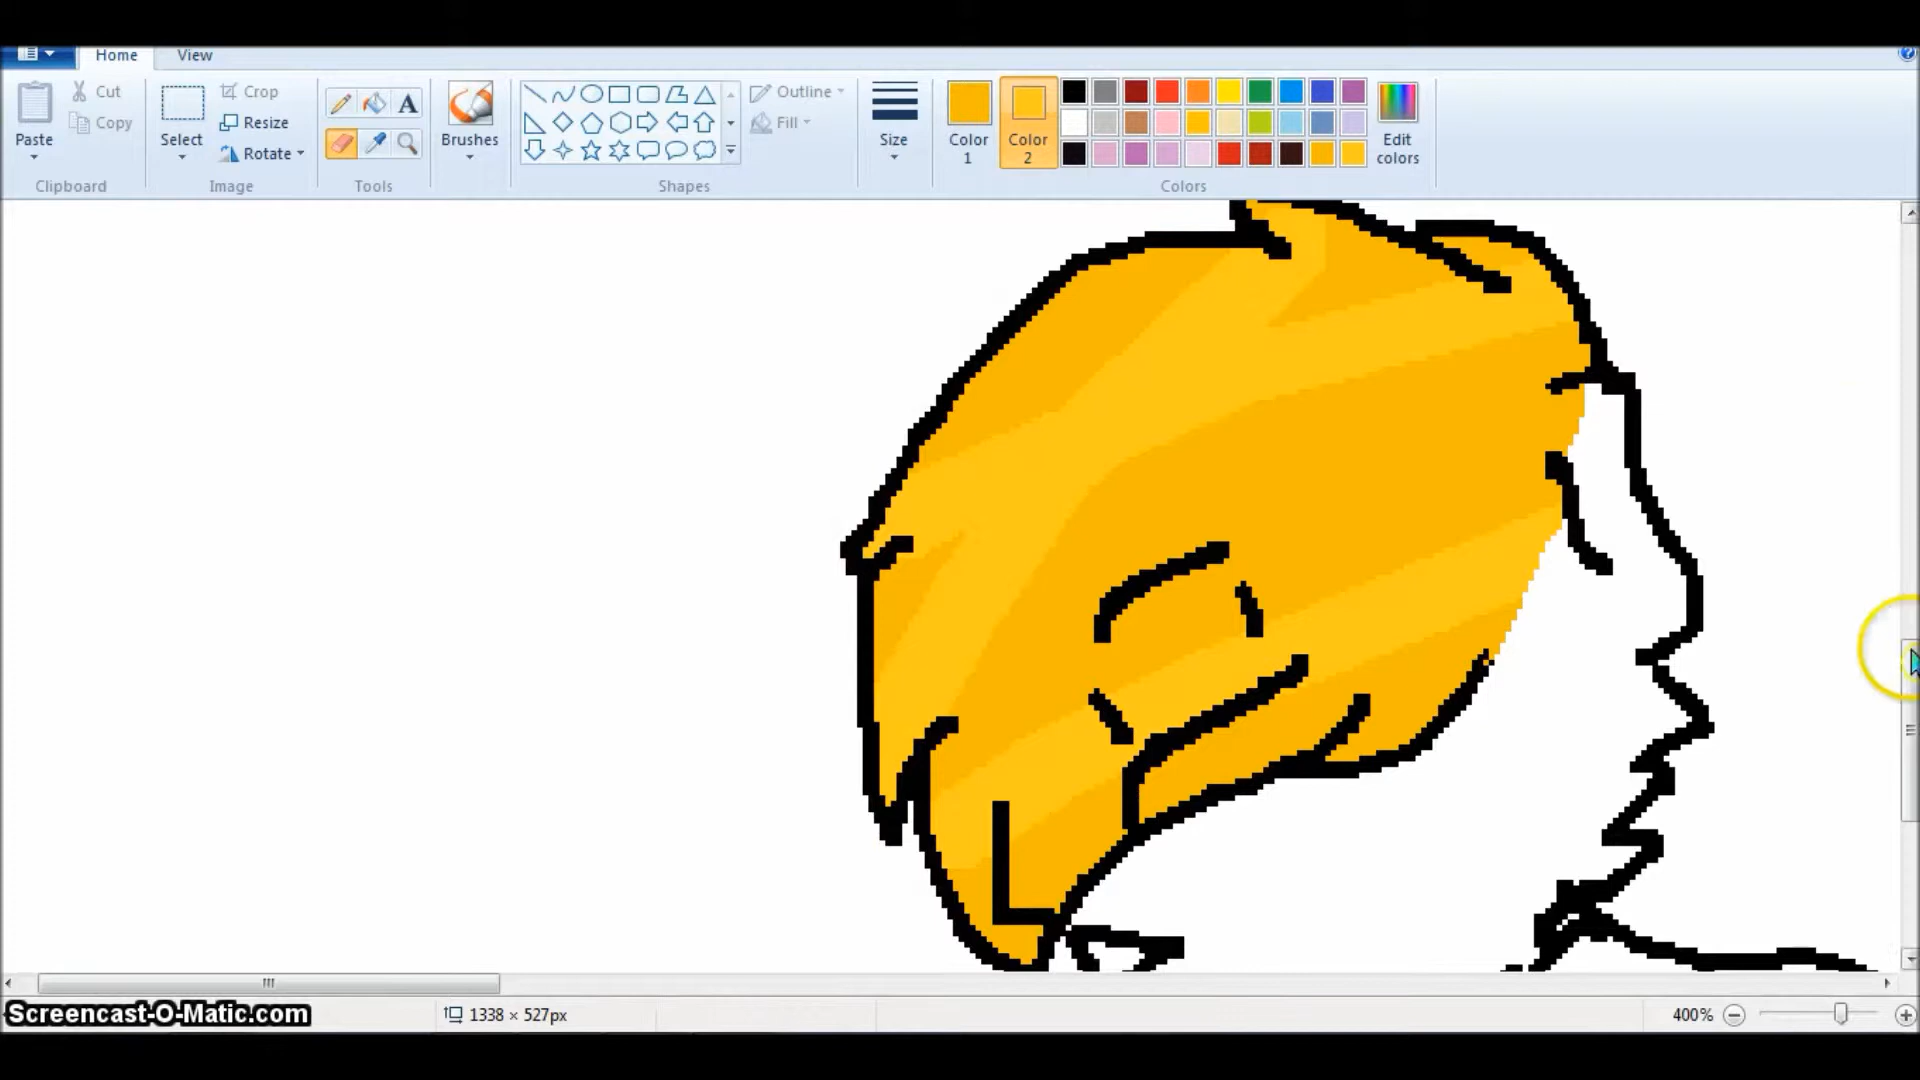 Home View
Paste
Cut
Copy
Clipboard
Select
Crop
Resize
Rotate
Image
A
Tools
Brushes
Shapes
Outline
Fill
Size
Color 1
Color 2
Edit colors
Colors
Screencast-O-Matic.com
1338 × 527px
400%